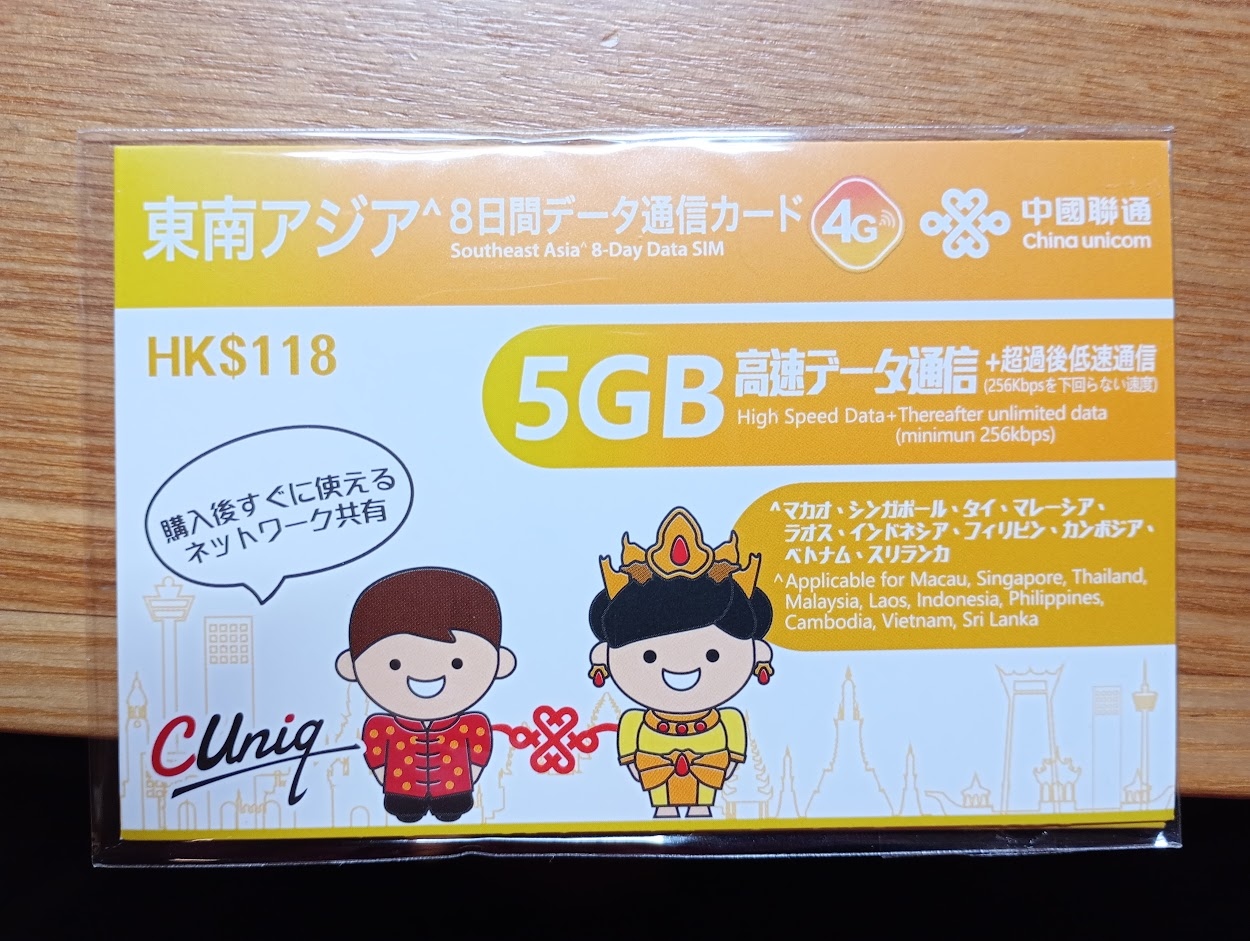 東南アジア^ 8日間データ通信カード
Southeast Asia^ 8-Day Data SIM
4G
中國聯通
China unicom
HK$118
5GB
高速データ通信 +超過後低速通信
(256Kbpsを下回らない速度)
High Speed Data+Thereafter unlimited data
(minimun 256kbps)
購入後すぐに使える
ネットワーク共有
^マカオ、シンガポール、タイ、マレーシア、
ラオス、インドネシア、フィリピン、カンボジア、
ベトナム、スリランカ
^Applicable for Macau, Singapore, Thailand,
Malaysia, Laos, Indonesia, Philippines,
Cambodia, Vietnam, Sri Lanka
CUniq